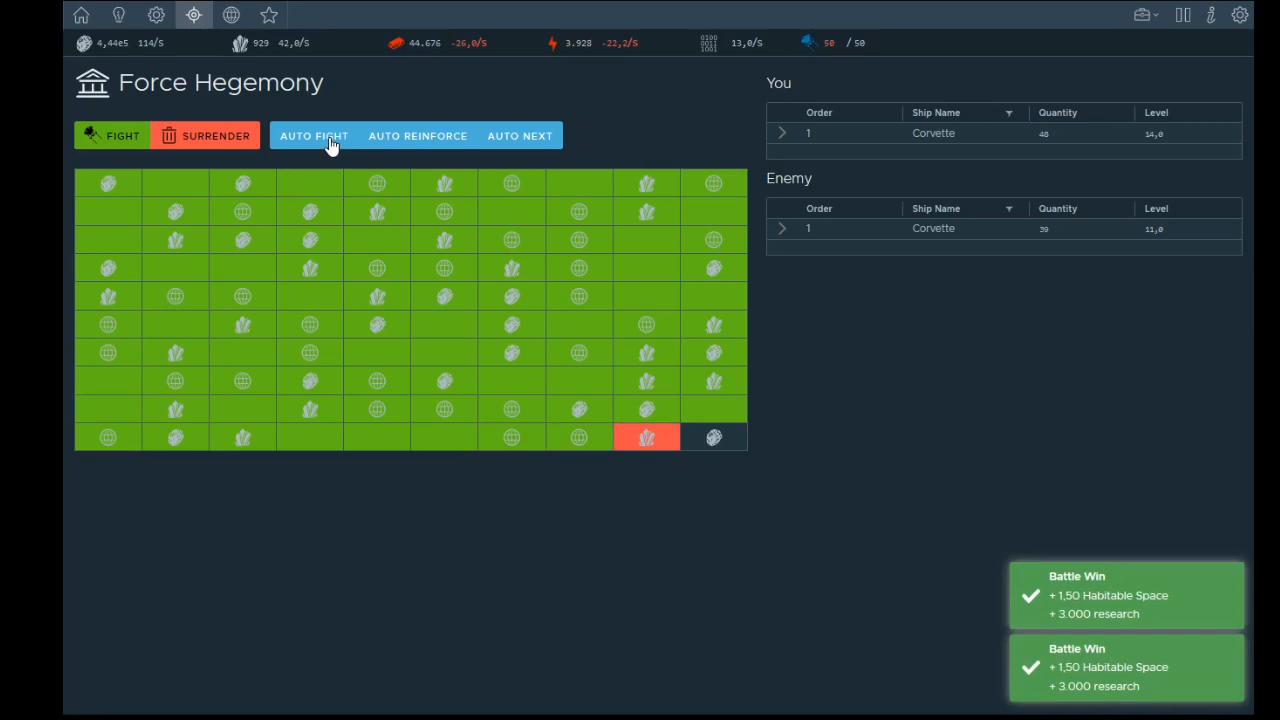 4,44e5 114/S 929 42,0/S 44.676 -26,0/S 3.928 -22,2/S 0100 0011 1001 13,0/S 50 / 50
Force Hegemony
FIGHT SURRENDER AUTO FIGHT AUTO REINFORCE AUTO NEXT
You
Order Ship Name Quantity Level
1 Corvette 48 14,0
Enemy
Order Ship Name Quantity Level
1 Corvette 39 11,0
Battle Win
+ 1,50 Habitable Space
+ 3.000 research
Battle Win
+ 1,50 Habitable Space
+ 3.000 research